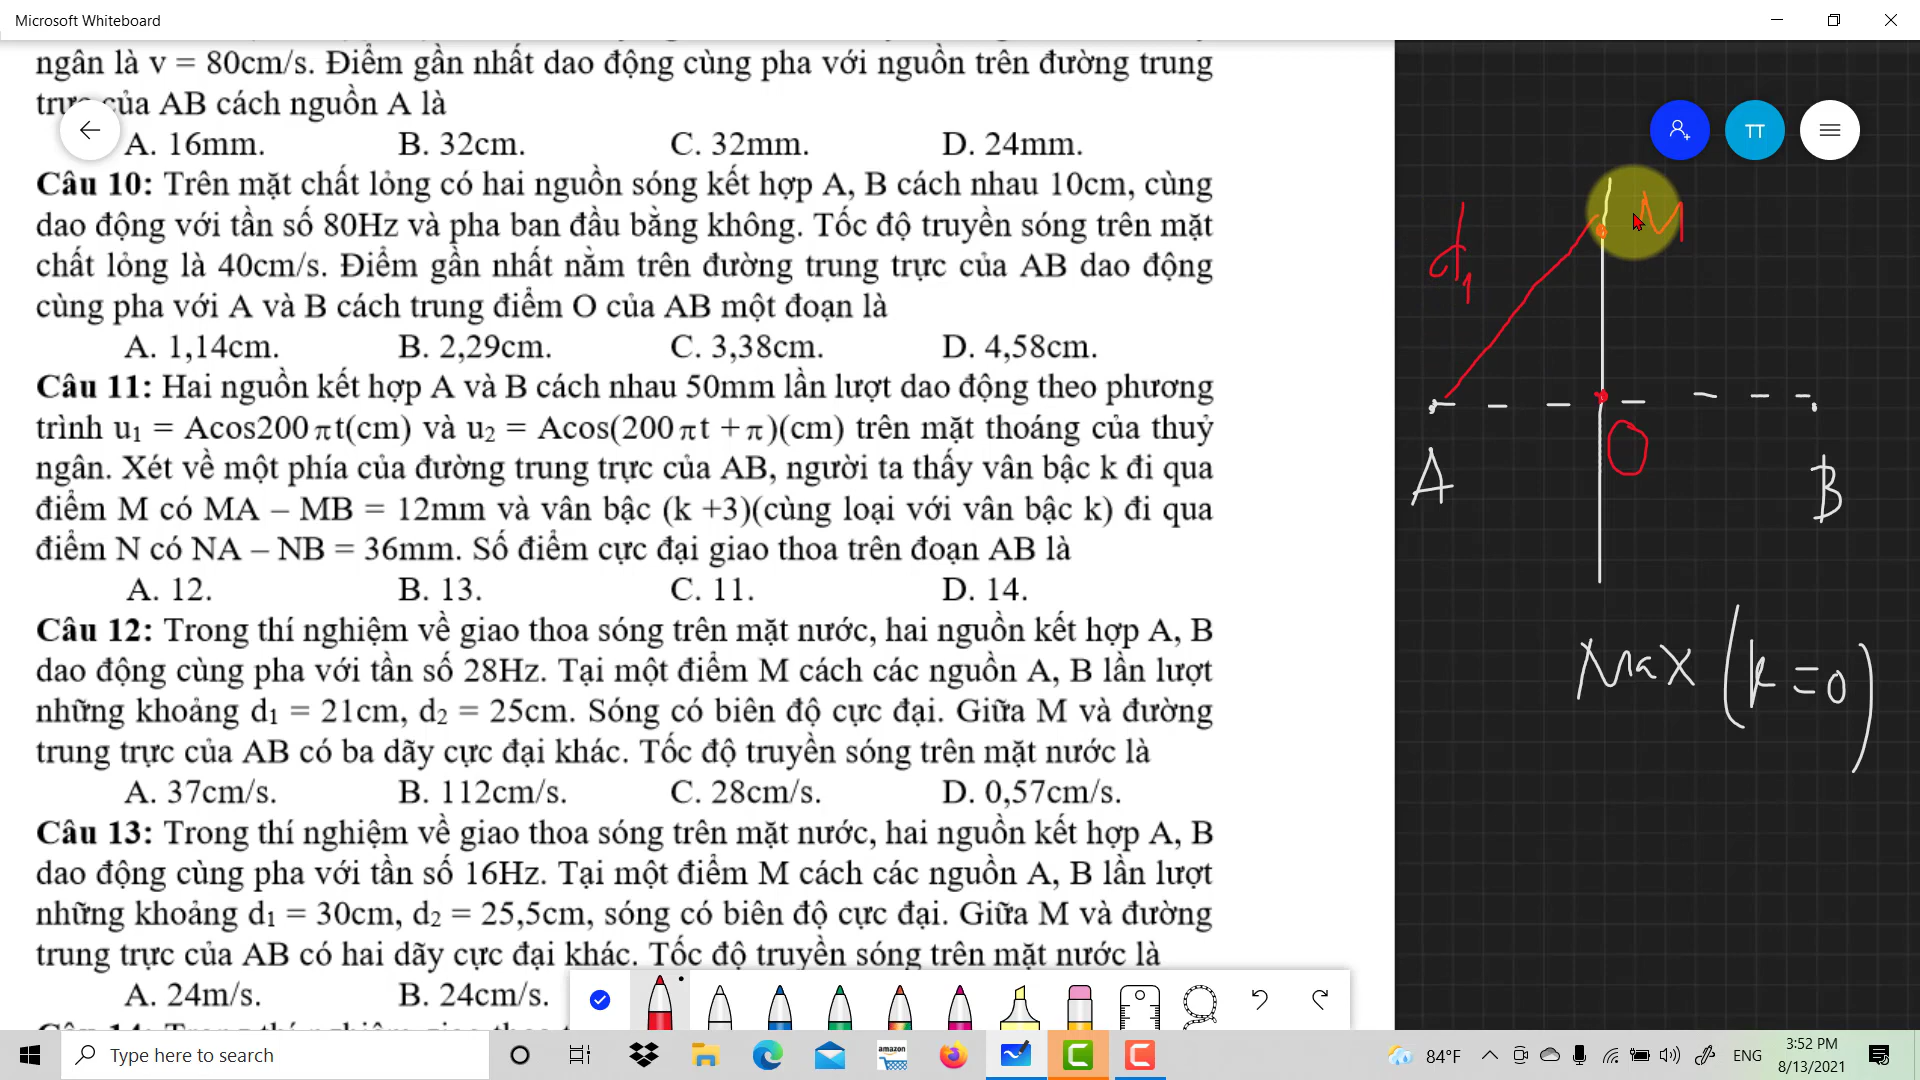 Microsoft Whiteboard
ngân là v = 80cm/s. Điểm gần nhất dao động cùng pha với nguồn trên đường trung
của AB cách nguồn A là
A. 16mm. B. 32cm. C. 32mm. D. 24mm.
Câu 10: Trên mặt chất lỏng có hai nguồn sóng kết hợp A, B cách nhau 10cm, cùng
dao động với tần số 80Hz và pha ban đầu bằng không. Tốc độ truyền sóng trên mặt
chất lỏng là 40cm/s. Điểm gần nhất nằm trên đường trung trực của AB dao động
cùng pha với A và B cách trung điểm O của AB một đoạn là
A. 1,14cm. B. 2,29cm. C. 3,38cm. D. 4,58cm.
Câu 11: Hai nguồn kết hợp A và B cách nhau 50mm lần lượt dao động theo phương
trình u₁ = Acos200πt(cm) và u₂ = Acos(200πt +π)(cm) trên mặt thoáng của thuỷ
ngân. Xét về một phía của đường trung trực của AB, người ta thấy vân bậc k đi qua
điểm M có MA – MB = 12mm và vân bậc (k +3)(cùng loại với vân bậc k) đi qua
điểm N có NA – NB = 36mm. Số điểm cực đại giao thoa trên đoạn AB là
A. 12. B. 13. C. 11. D. 14.
Câu 12: Trong thí nghiệm về giao thoa sóng trên mặt nước, hai nguồn kết hợp A, B
dao động cùng pha với tần số 28Hz. Tại một điểm M cách các nguồn A, B lần lượt
những khoảng d₁ = 21cm, d₂ = 25cm. Sóng có biên độ cực đại. Giữa M và đường
trung trực của AB có ba dãy cực đại khác. Tốc độ truyền sóng trên mặt nước là
A. 37cm/s. B. 112cm/s. C. 28cm/s. D. 0,57cm/s.
Câu 13: Trong thí nghiệm về giao thoa sóng trên mặt nước, hai nguồn kết hợp A, B
dao động cùng pha với tần số 16Hz. Tại một điểm M cách các nguồn A, B lần lượt
những khoảng d₁ = 30cm, d₂ = 25,5cm, sóng có biên độ cực đại. Giữa M và đường
trung trực của AB có hai dãy cực đại khác. Tốc độ truyền sóng trên mặt nước là
A. 24m/s. B. 24cm/s.
TT
M
d₁
O
A
B
Max (k = 0)
Type here to search
amazon
84°F
ENG
3:52 PM
8/13/2021